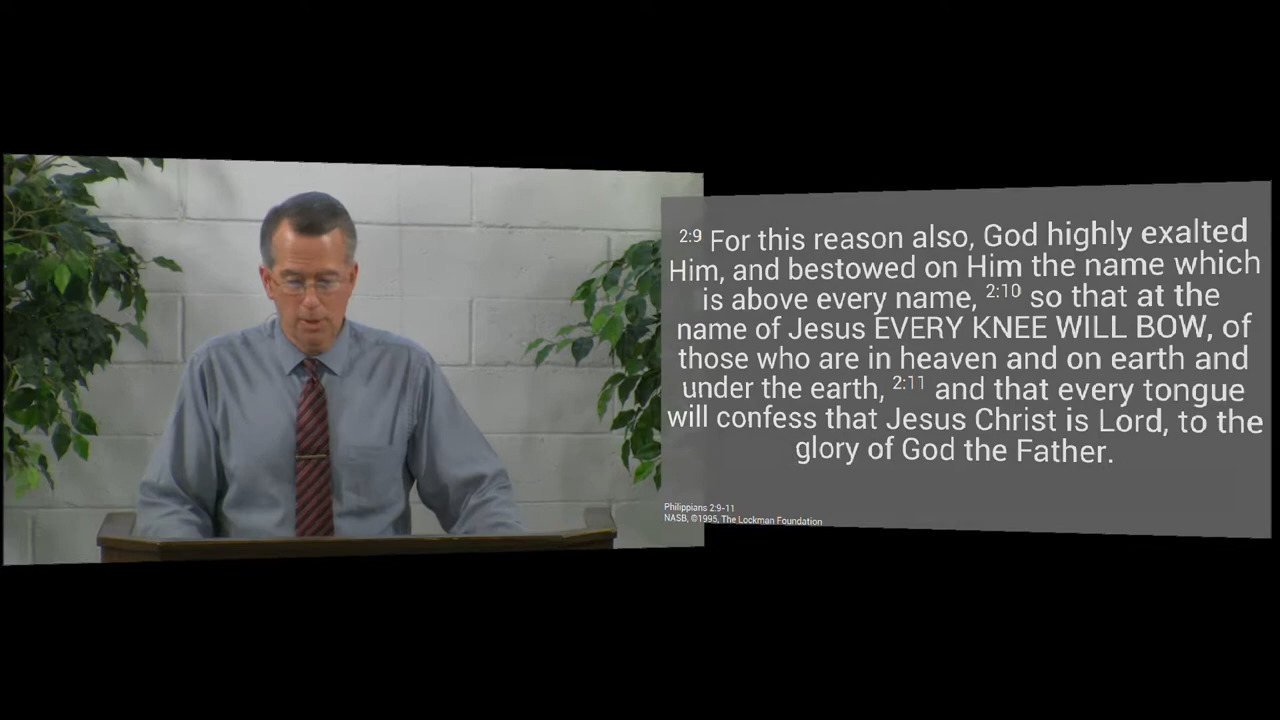 2:9 For this reason also, God highly exalted
Him, and bestowed on Him the name which
is above every name, 2:10 so that at the
name of Jesus EVERY KNEE WILL BOW, of
those who are in heaven and on earth and
under the earth, 2:11 and that every tongue
will confess that Jesus Christ is Lord, to the
glory of God the Father.
Philippians 2:9-11
NASB, ©1995, The Lockman Foundation